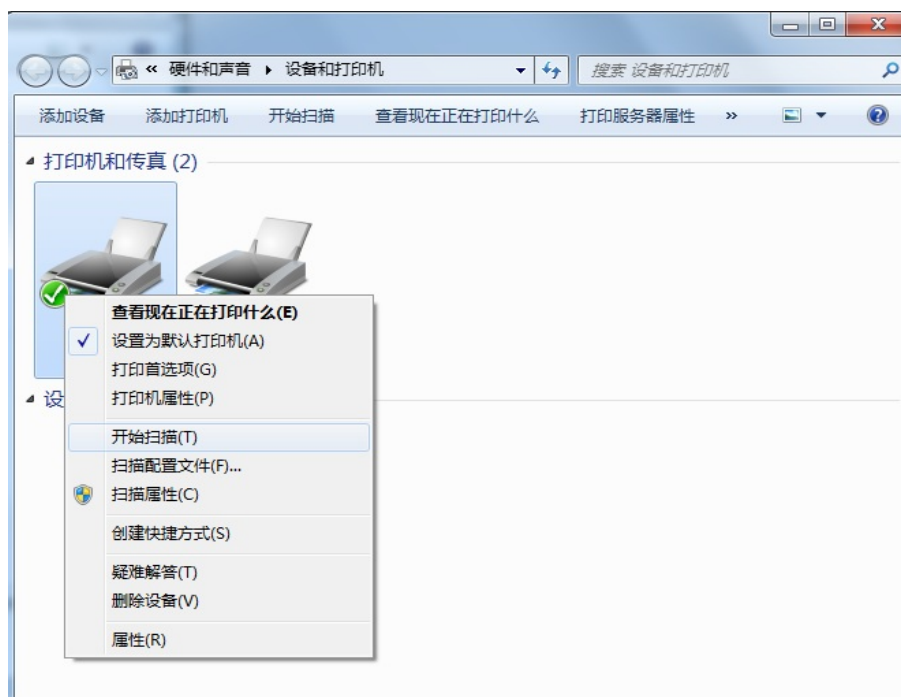 « 硬件和声音 ▸ 设备和打印机
搜索 设备和打印机
添加设备 添加打印机 开始扫描 查看现在正在打印什么 打印服务器属性 »
打印机和传真 (2)
查看现在正在打印什么(E)
设置为默认打印机(A)
打印首选项(G)
打印机属性(P)
设
开始扫描(T)
扫描配置文件(F)...
扫描属性(C)
创建快捷方式(S)
疑难解答(T)
删除设备(V)
属性(R)